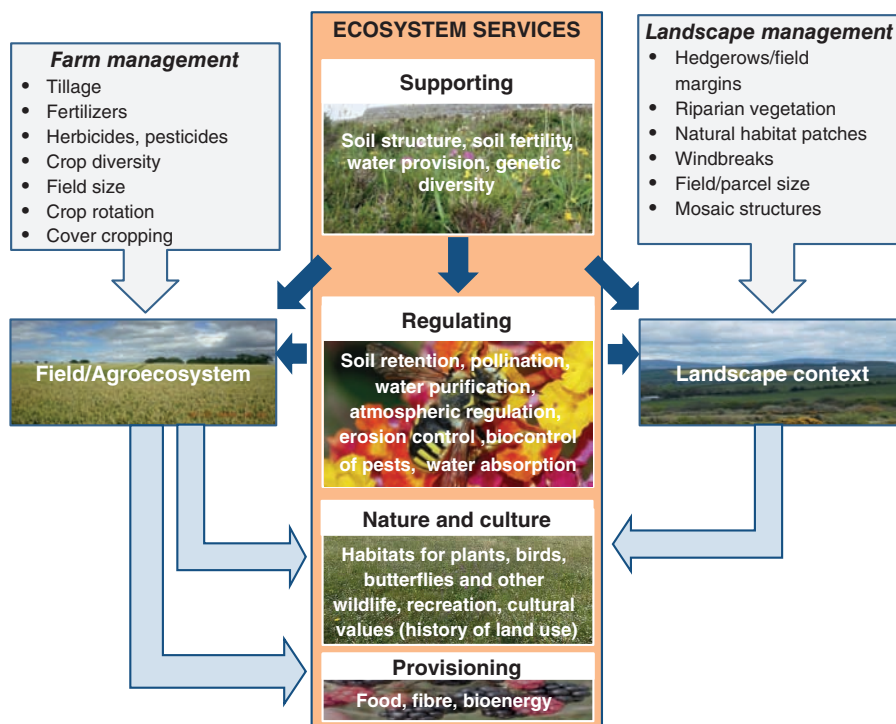 Farm management
• Tillage
• Fertilizers
• Herbicides, pesticides
• Crop diversity
• Field size
• Crop rotation
• Cover cropping
ECOSYSTEM SERVICES
Supporting
Soil structure, soil fertility,
water provision, genetic
diversity
Landscape management
• Hedgerows/field
margins
• Riparian vegetation
• Natural habitat patches
• Windbreaks
• Field/parcel size
• Mosaic structures
Field/Agroecosystem
Regulating
Soil retention, pollination,
water purification,
atmospheric regulation,
erosion control ,biocontrol
of pests, water absorption
Landscape context
Nature and culture
Habitats for plants, birds,
butterflies and other
wildlife, recreation, cultural
values (history of land use)
Provisioning
Food, fibre, bioenergy